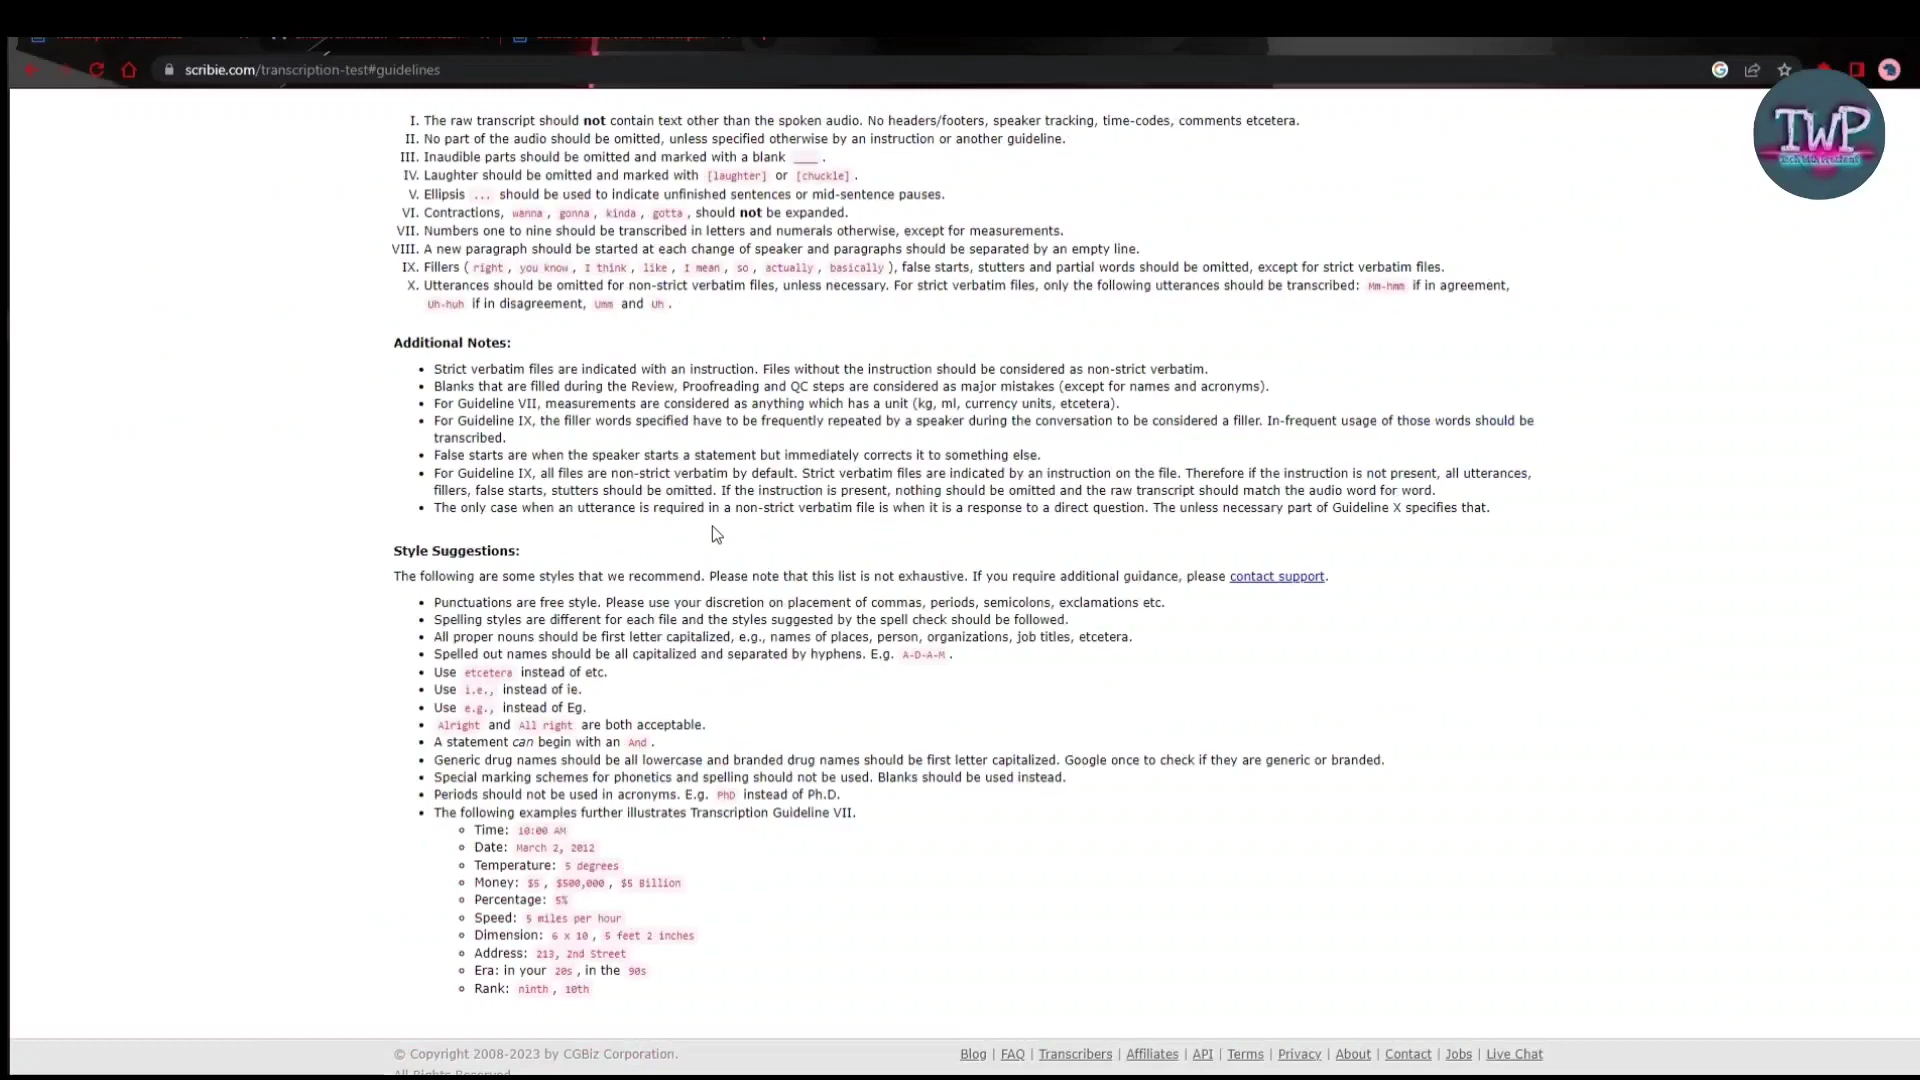 scribie.com/transcription-test#guidelines
TWP
I. The raw transcript should not contain text other than the spoken audio. No headers/footers, speaker tracking, time-codes, comments etcetera.
II. No part of the audio should be omitted, unless specified otherwise by an instruction or another guideline.
III. Inaudible parts should be omitted and marked with a blank ____ .
IV. Laughter should be omitted and marked with [laughter] or [chuckle] .
V. Ellipsis ... should be used to indicate unfinished sentences or mid-sentence pauses.
VI. Contractions, wanna , gonna , kinda , gotta , should not be expanded.
VII. Numbers one to nine should be transcribed in letters and numerals otherwise, except for measurements.
VIII. A new paragraph should be started at each change of speaker and paragraphs should be separated by an empty line.
IX. Fillers ( right , you know , I think , like , I mean , so , actually , basically ), false starts, stutters and partial words should be omitted, except for strict verbatim files.
X. Utterances should be omitted for non-strict verbatim files, unless necessary. For strict verbatim files, only the following utterances should be transcribed: Mm-hmm if in agreement,
Uh-huh if in disagreement, Umm and Uh .
Additional Notes:
• Strict verbatim files are indicated with an instruction. Files without the instruction should be considered as non-strict verbatim.
• Blanks that are filled during the Review, Proofreading and QC steps are considered as major mistakes (except for names and acronyms).
• For Guideline VII, measurements are considered as anything which has a unit (kg, ml, currency units, etcetera).
• For Guideline IX, the filler words specified have to be frequently repeated by a speaker during the conversation to be considered a filler. In-frequent usage of those words should be
transcribed.
• False starts are when the speaker starts a statement but immediately corrects it to something else.
• For Guideline IX, all files are non-strict verbatim by default. Strict verbatim files are indicated by an instruction on the file. Therefore if the instruction is not present, all utterances,
fillers, false starts, stutters should be omitted. If the instruction is present, nothing should be omitted and the raw transcript should match the audio word for word.
• The only case when an utterance is required in a non-strict verbatim file is when it is a response to a direct question. The unless necessary part of Guideline X specifies that.
Style Suggestions:
The following are some styles that we recommend. Please note that this list is not exhaustive. If you require additional guidance, please contact support.
• Punctuations are free style. Please use your discretion on placement of commas, periods, semicolons, exclamations etc.
• Spelling styles are different for each file and the styles suggested by the spell check should be followed.
• All proper nouns should be first letter capitalized, e.g., names of places, person, organizations, job titles, etcetera.
• Spelled out names should be all capitalized and separated by hyphens. E.g. A-D-A-M .
• Use etcetera instead of etc.
• Use i.e., instead of ie.
• Use e.g., instead of Eg.
• Alright and All right are both acceptable.
• A statement can begin with an And .
• Generic drug names should be all lowercase and branded drug names should be first letter capitalized. Google once to check if they are generic or branded.
• Special marking schemes for phonetics and spelling should not be used. Blanks should be used instead.
• Periods should not be used in acronyms. E.g. PhD instead of Ph.D.
• The following examples further illustrates Transcription Guideline VII.
Time: 10:00 AM
Date: March 2, 2012
Temperature: 5 degrees
Money: $5 , $500,000 , $5 Billion
Percentage: 5%
Speed: 5 miles per hour
Dimension: 6 x 10 , 5 feet 2 inches
Address: 213, 2nd Street
Era: in your 20s , in the 90s
Rank: ninth , 10th
© Copyright 2008-2023 by CGBiz Corporation.
Blog | FAQ | Transcribers | Affiliates | API | Terms | Privacy | About | Contact | Jobs | Live Chat
All Rights Reserved